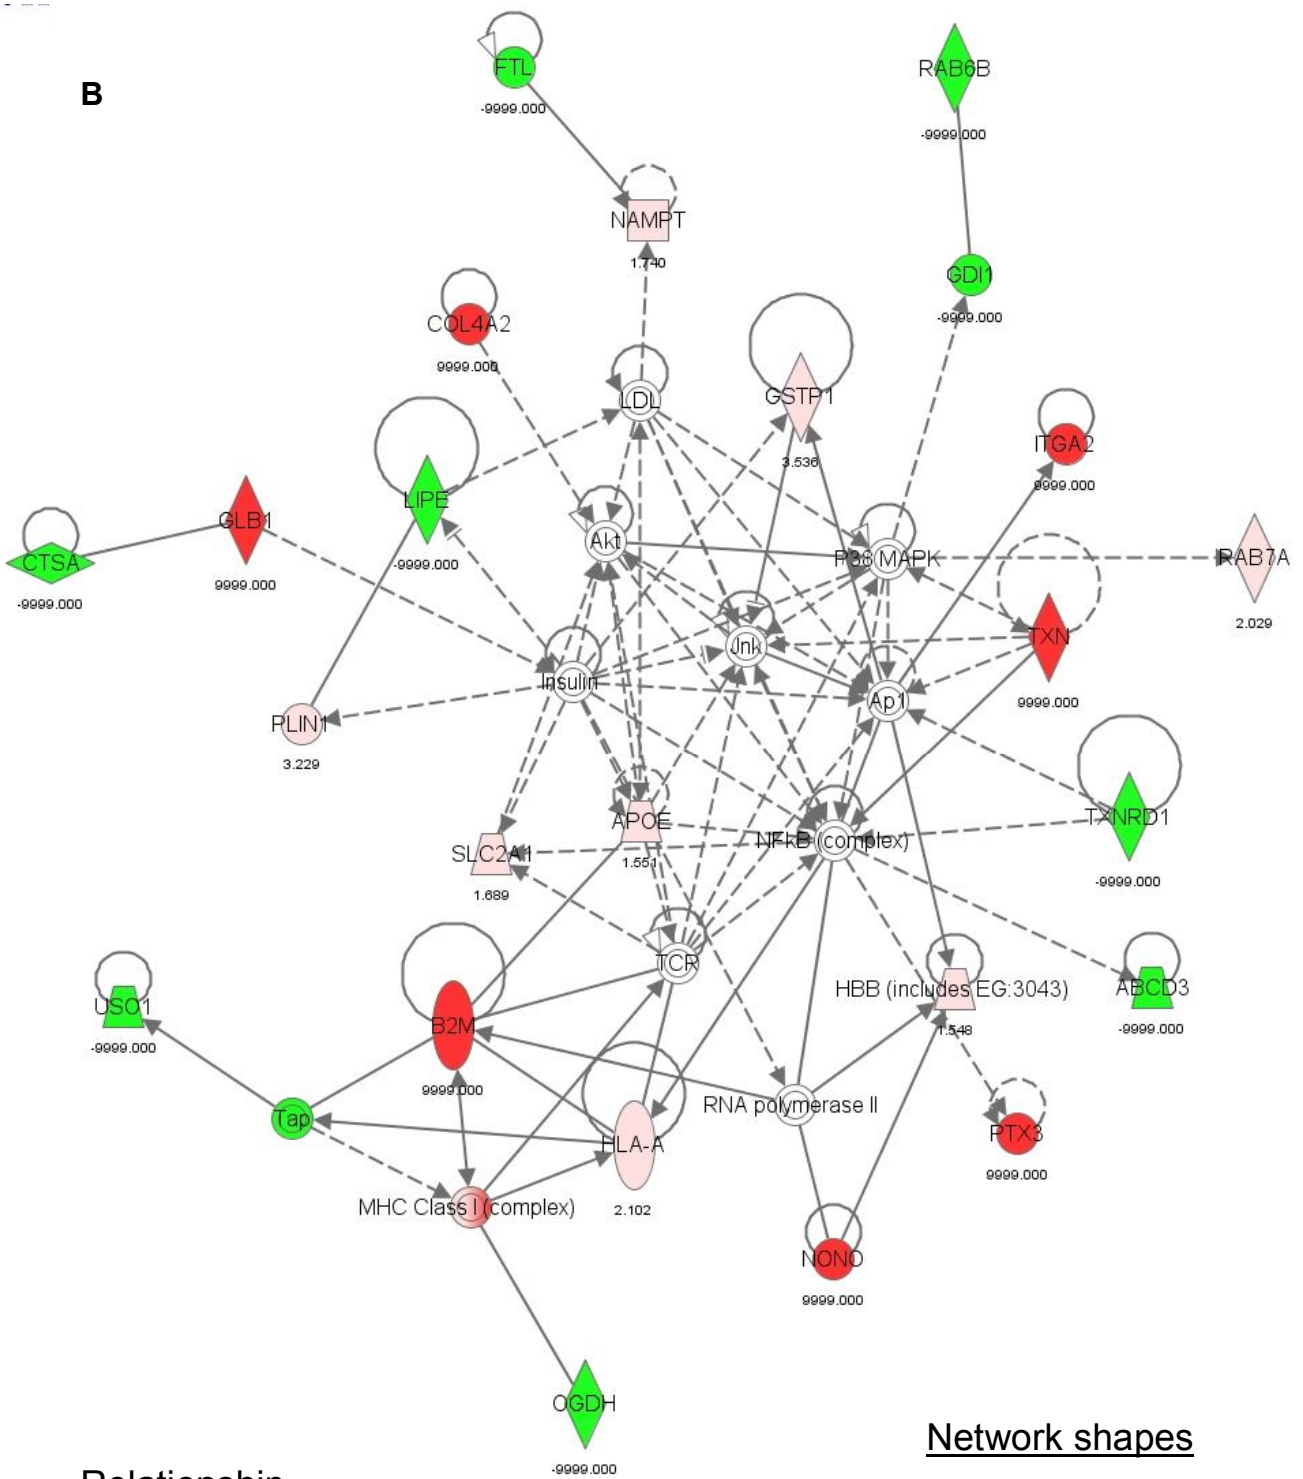 FTL
-9999.000
RAB6B
-9999.000
B
NAMPT
1.740
GDI1
-9999.000
COL4A2
9999.000
LDL
GSTP1
3.536
ITGA2
9999.000
LIPE
-9999.000
GLB1
9999.000
CTSA
-9999.000
Akt
P38 MAPK
RAB7A
2.029
TXN
9999.000
Jnk
Insulin
Ap1
PLIN1
3.229
APOE
1.551
SLC2A1
1.689
NFkB (complex)
TXNRD1
-9999.000
TCR
HBB (includes EG:3043)
1.548
ABCD3
-9999.000
USO1
-9999.000
B2M
9999.000
Tap
RNA polymerase II
HLA-A
2.102
PTX3
9999.000
MHC Class I (complex)
NONO
9999.000
OGDH
-9999.000
Network shapes
Relationship